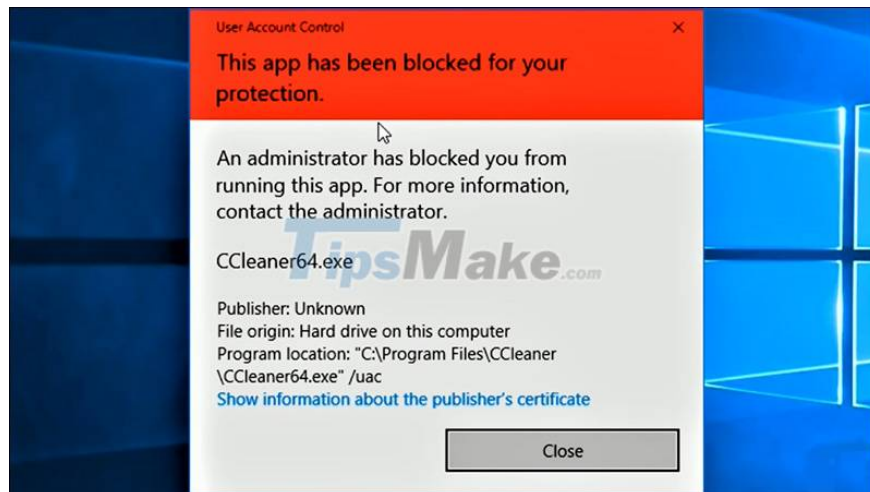 User Account Control
This app has been blocked for your
protection.
An administrator has blocked you from
running this app. For more information,
contact the administrator.
TipsMake.com
CCleaner64.exe
Publisher: Unknown
File origin: Hard drive on this computer
Program location: "C:\Program Files\CCleaner
\CCleaner64.exe" /uac
Show information about the publisher's certificate
Close